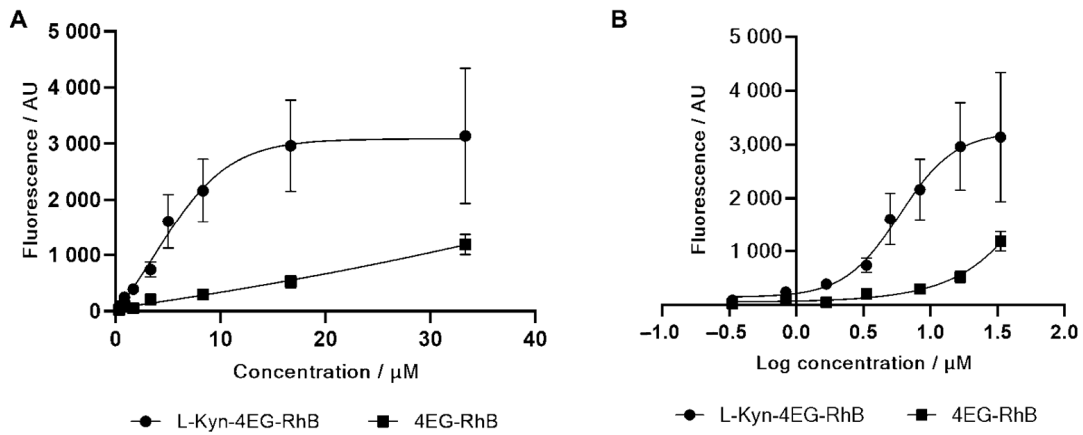 A
5 000
4 000
3 000
2 000
1 000
0
Fluorescence / AU
0 10 20 30 40
Concentration / μM
L-Kyn-4EG-RhB 4EG-RhB
B
5 000
4 000
3,000
2 000
1 000
Fluorescence / AU
−1.0 −0.5 0.0 0.5 1.0 1.5 2.0
Log concentration / μM
L-Kyn-4EG-RhB 4EG-RhB